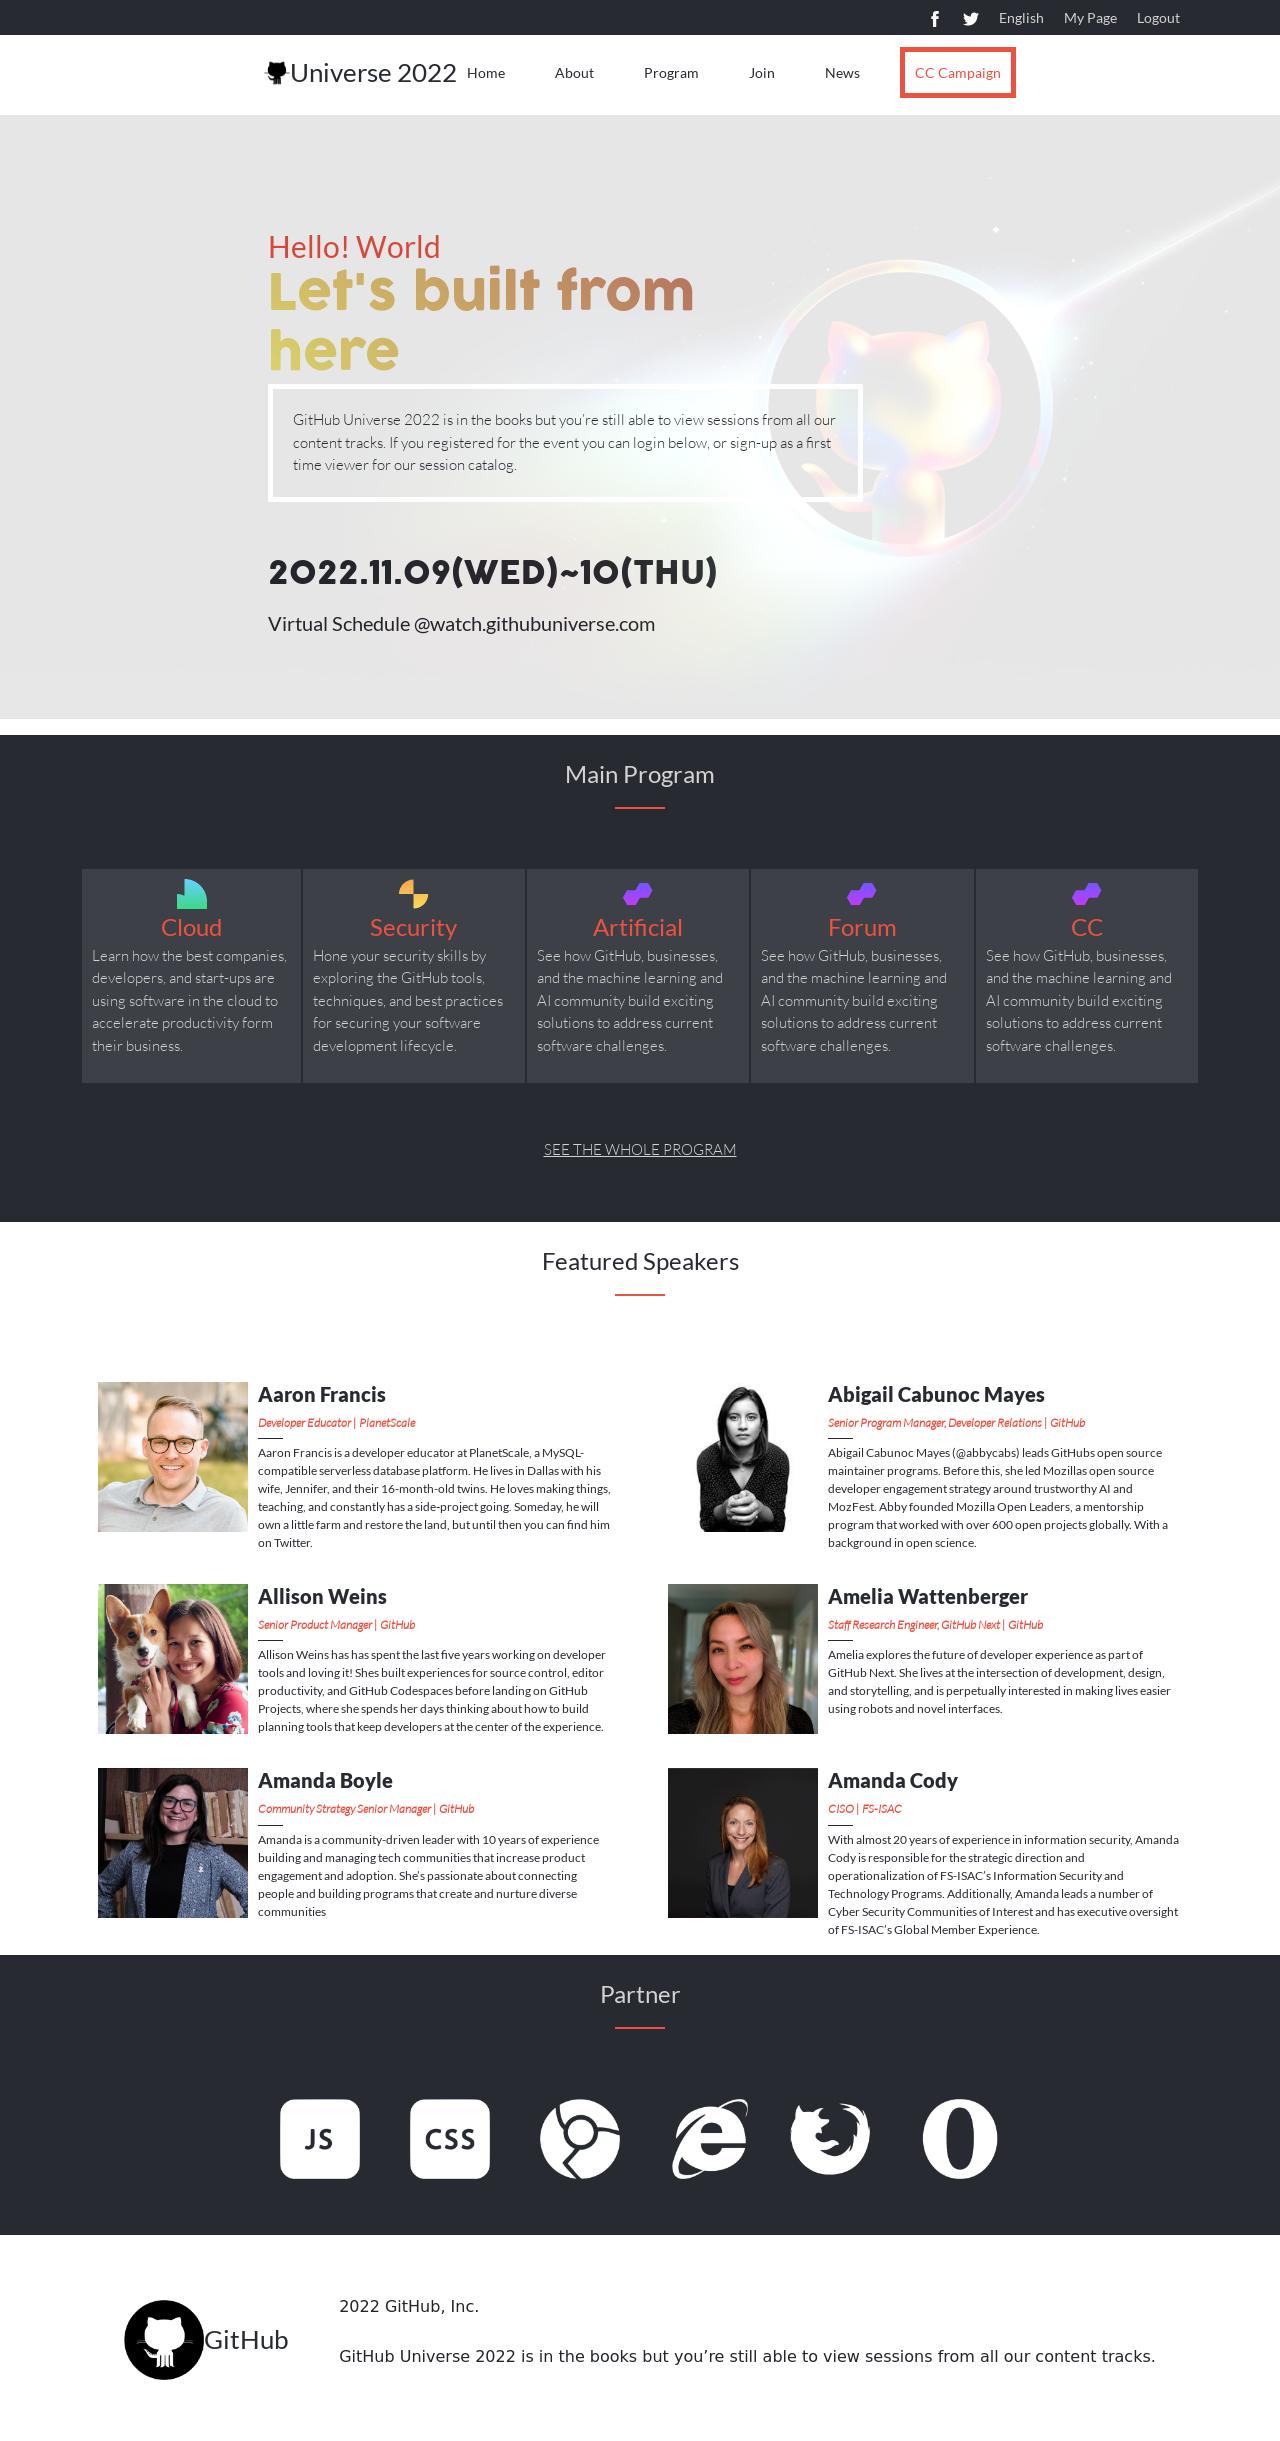 English My Page Logout
Universe 2022 Home About Program Join News CC Campaign
Hello! World
Let's built from
here
GitHub Universe 2022 is in the books but you’re still able to view sessions from all our
content tracks. If you registered for the event you can login below, or sign-up as a first
time viewer for our session catalog.
2022.11.09(WED)~10(THU)
Virtual Schedule @watch.githubuniverse.com
Main Program
Cloud
Learn how the best companies,
developers, and start-ups are
using software in the cloud to
accelerate productivity form
their business.
Security
Hone your security skills by
exploring the GitHub tools,
techniques, and best practices
for securing your software
development lifecycle.
Artificial
See how GitHub, businesses,
and the machine learning and
AI community build exciting
solutions to address current
software challenges.
Forum
See how GitHub, businesses,
and the machine learning and
AI community build exciting
solutions to address current
software challenges.
CC
See how GitHub, businesses,
and the machine learning and
AI community build exciting
solutions to address current
software challenges.
SEE THE WHOLE PROGRAM
Featured Speakers
Aaron Francis
Developer Educator | PlanetScale
Aaron Francis is a developer educator at PlanetScale, a MySQL-
compatible serverless database platform. He lives in Dallas with his
wife, Jennifer, and their 16-month-old twins. He loves making things,
teaching, and constantly has a side-project going. Someday, he will
own a little farm and restore the land, but until then you can find him
on Twitter.
Abigail Cabunoc Mayes
Senior Program Manager, Developer Relations | GitHub
Abigail Cabunoc Mayes (@abbycabs) leads GitHubs open source
maintainer programs. Before this, she led Mozillas open source
developer engagement strategy around trustworthy AI and
MozFest. Abby founded Mozilla Open Leaders, a mentorship
program that worked with over 600 open projects globally. With a
background in open science.
Allison Weins
Senior Product Manager | GitHub
Allison Weins has has spent the last five years working on developer
tools and loving it! Shes built experiences for source control, editor
productivity, and GitHub Codespaces before landing on GitHub
Projects, where she spends her days thinking about how to build
planning tools that keep developers at the center of the experience.
Amelia Wattenberger
Staff Research Engineer, GitHub Next | GitHub
Amelia explores the future of developer experience as part of
GitHub Next. She lives at the intersection of development, design,
and storytelling, and is perpetually interested in making lives easier
using robots and novel interfaces.
Amanda Boyle
Community Strategy Senior Manager | GitHub
Amanda is a community-driven leader with 10 years of experience
building and managing tech communities that increase product
engagement and adoption. She’s passionate about connecting
people and building programs that create and nurture diverse
communities
Amanda Cody
CISO | FS-ISAC
With almost 20 years of experience in information security, Amanda
Cody is responsible for the strategic direction and
operationalization of FS-ISAC’s Information Security and
Technology Programs. Additionally, Amanda leads a number of
Cyber Security Communities of Interest and has executive oversight
of FS-ISAC’s Global Member Experience.
Partner
JS CSS
GitHub
2022 GitHub, Inc.
GitHub Universe 2022 is in the books but you’re still able to view sessions from all our content tracks.